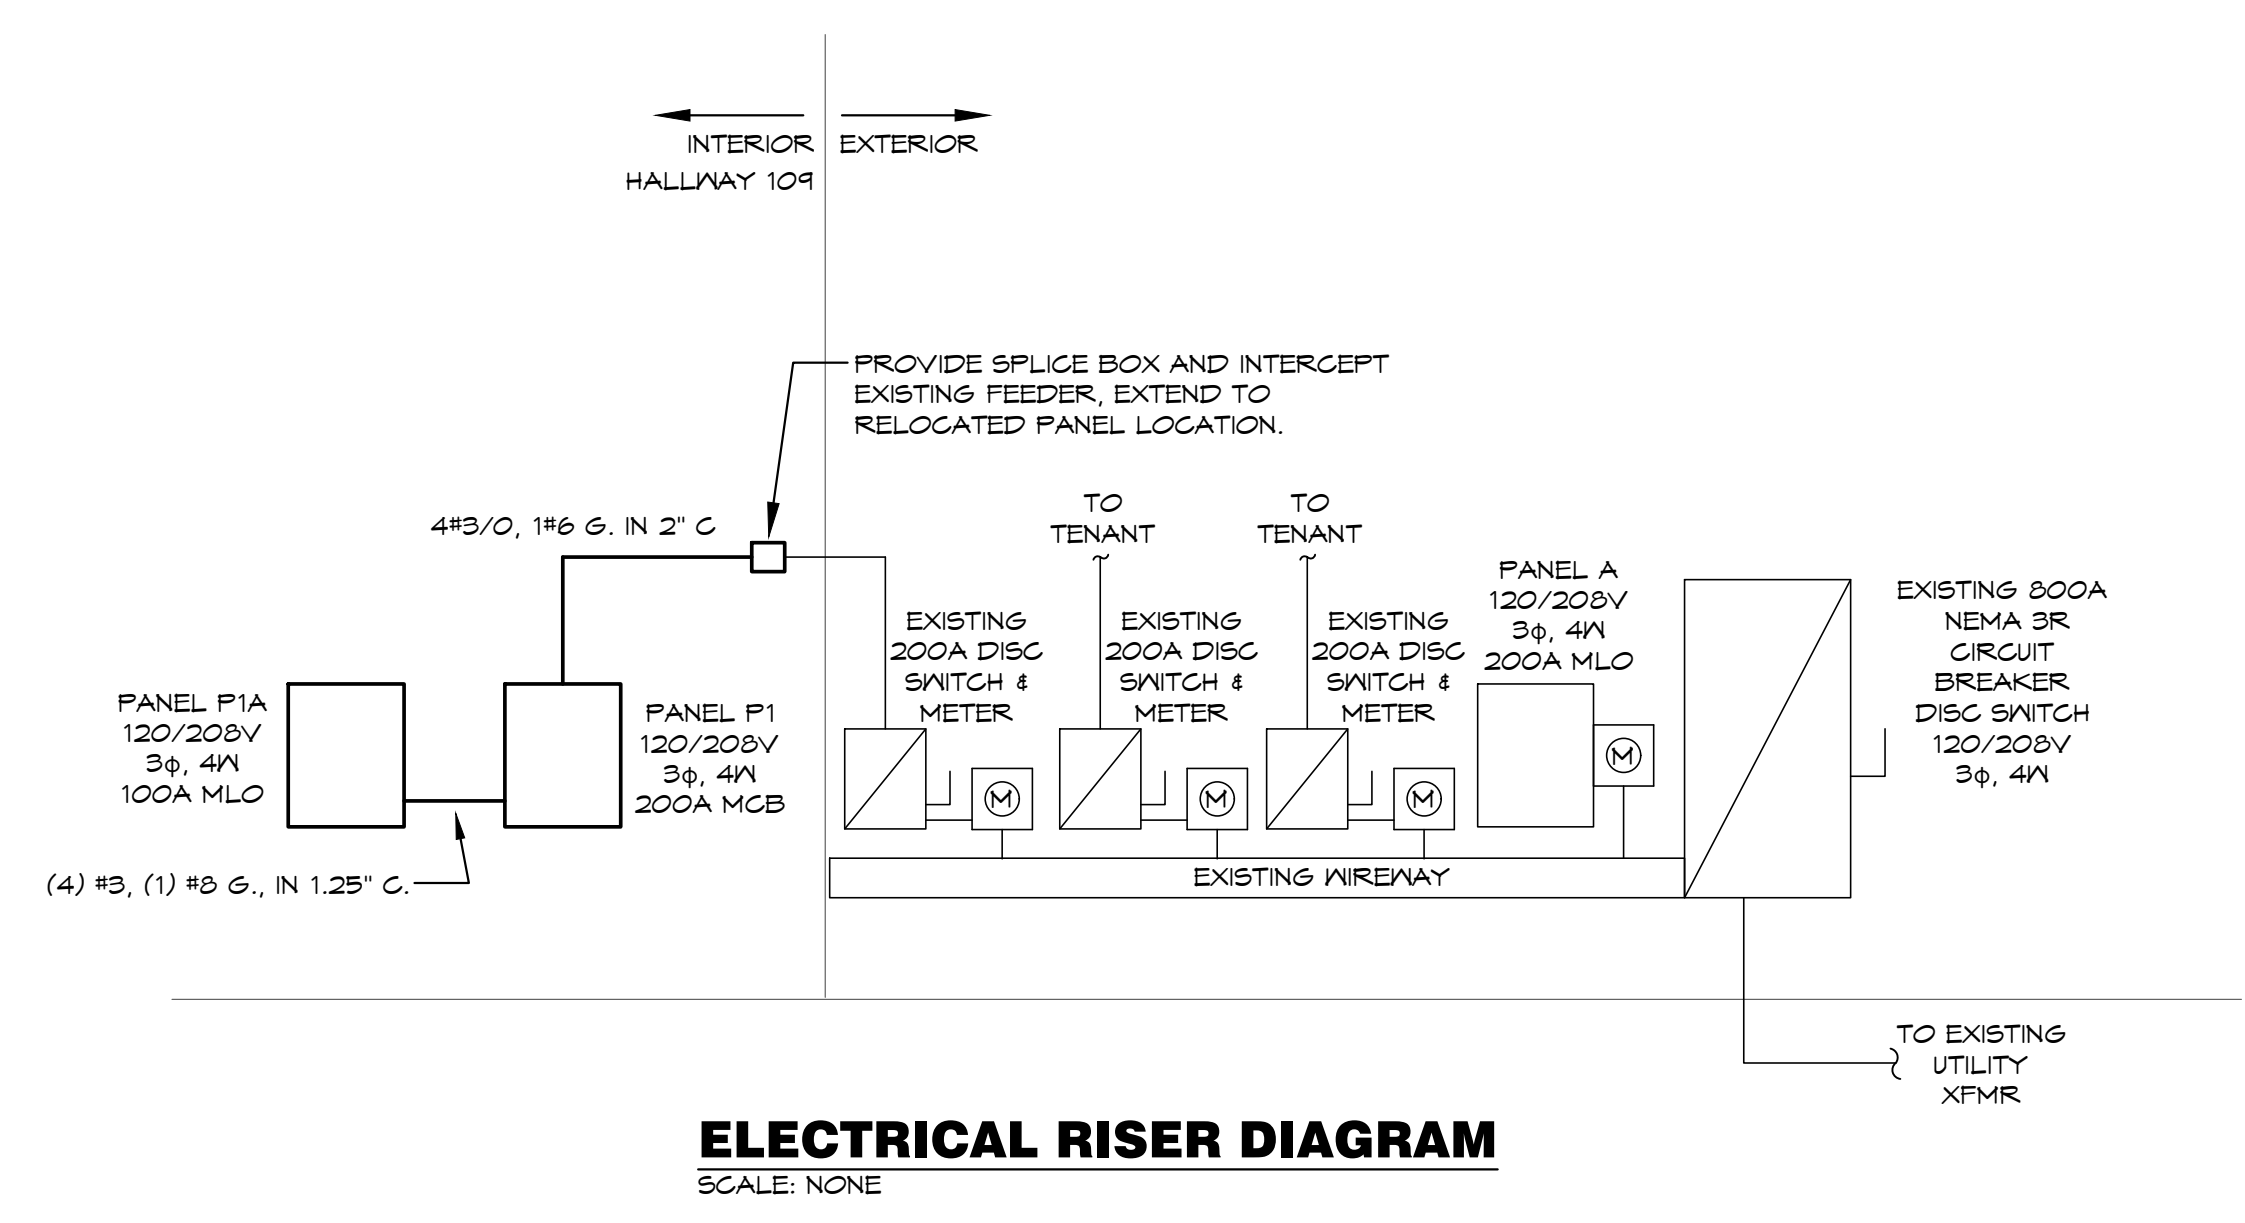 INTERIOR
HALLWAY 109
EXTERIOR
PROVIDE SPLICE BOX AND INTERCEPT
EXISTING FEEDER, EXTEND TO
RELOCATED PANEL LOCATION.
4#3/0, 1#6 G. IN 2" C
PANEL P1A
120/208V
3ϕ, 4W
100A MLO
PANEL P1
120/208V
3ϕ, 4W
200A MCB
(4) #3, (1) #8 G., IN 1.25" C.
EXISTING
200A DISC
SWITCH &
METER
M
TO
TENANT
EXISTING
200A DISC
SWITCH &
METER
M
TO
TENANT
EXISTING
200A DISC
SWITCH &
METER
M
PANEL A
120/208V
3ϕ, 4W
200A MLO
M
EXISTING 800A
NEMA 3R
CIRCUIT
BREAKER
DISC SWITCH
120/208V
3ϕ, 4W
EXISTING WIREWAY
TO EXISTING
UTILITY
XFMR
ELECTRICAL RISER DIAGRAM
SCALE: NONE